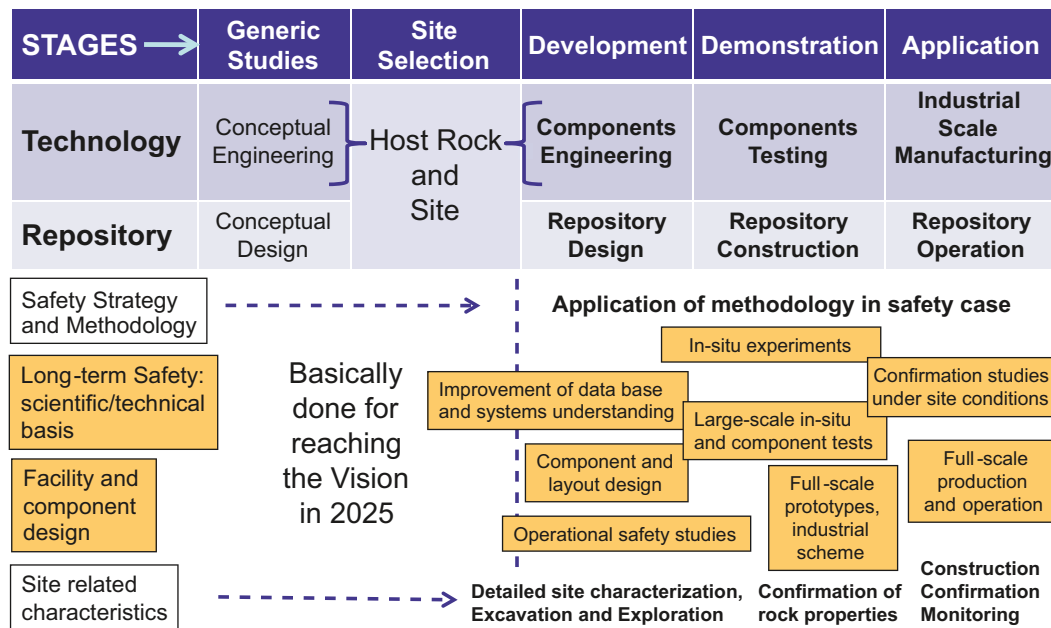 STAGES
Generic
Studies
Site
Selection
Development
Demonstration
Application
Technology
Conceptual
Engineering
Host Rock
and
Site
Components
Engineering
Components
Testing
Industrial
Scale
Manufacturing
Repository
Conceptual
Design
Repository
Design
Repository
Construction
Repository
Operation
Safety Strategy
and Methodology
Application of methodology in safety case
Long-term Safety:
scientific/technical
basis
Facility and
component
design
Site related
characteristics
Basically
done for
reaching
the Vision
in 2025
In-situ experiments
Improvement of data base
and systems understanding
Large-scale in-situ
and component tests
Confirmation studies
under site conditions
Component and
layout design
Full-scale
prototypes,
industrial
scheme
Full-scale
production
and operation
Operational safety studies
Detailed site characterization,
Excavation and Exploration
Confirmation of
rock properties
Construction
Confirmation
Monitoring